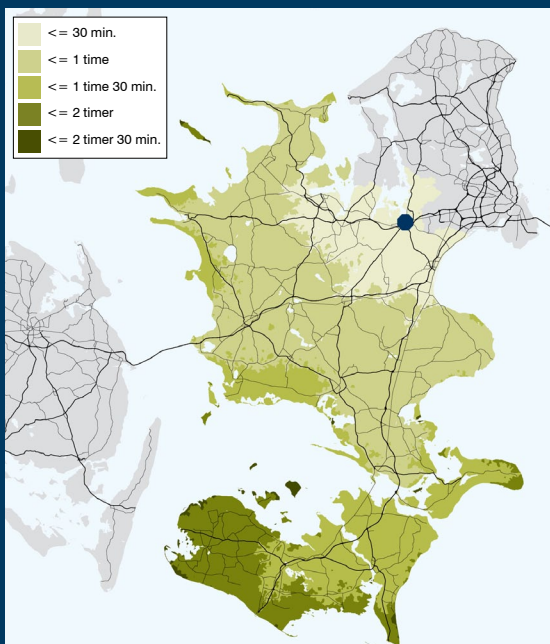 <= 30 min.
<= 1 time
<= 1 time 30 min.
<= 2 timer
<= 2 timer 30 min.